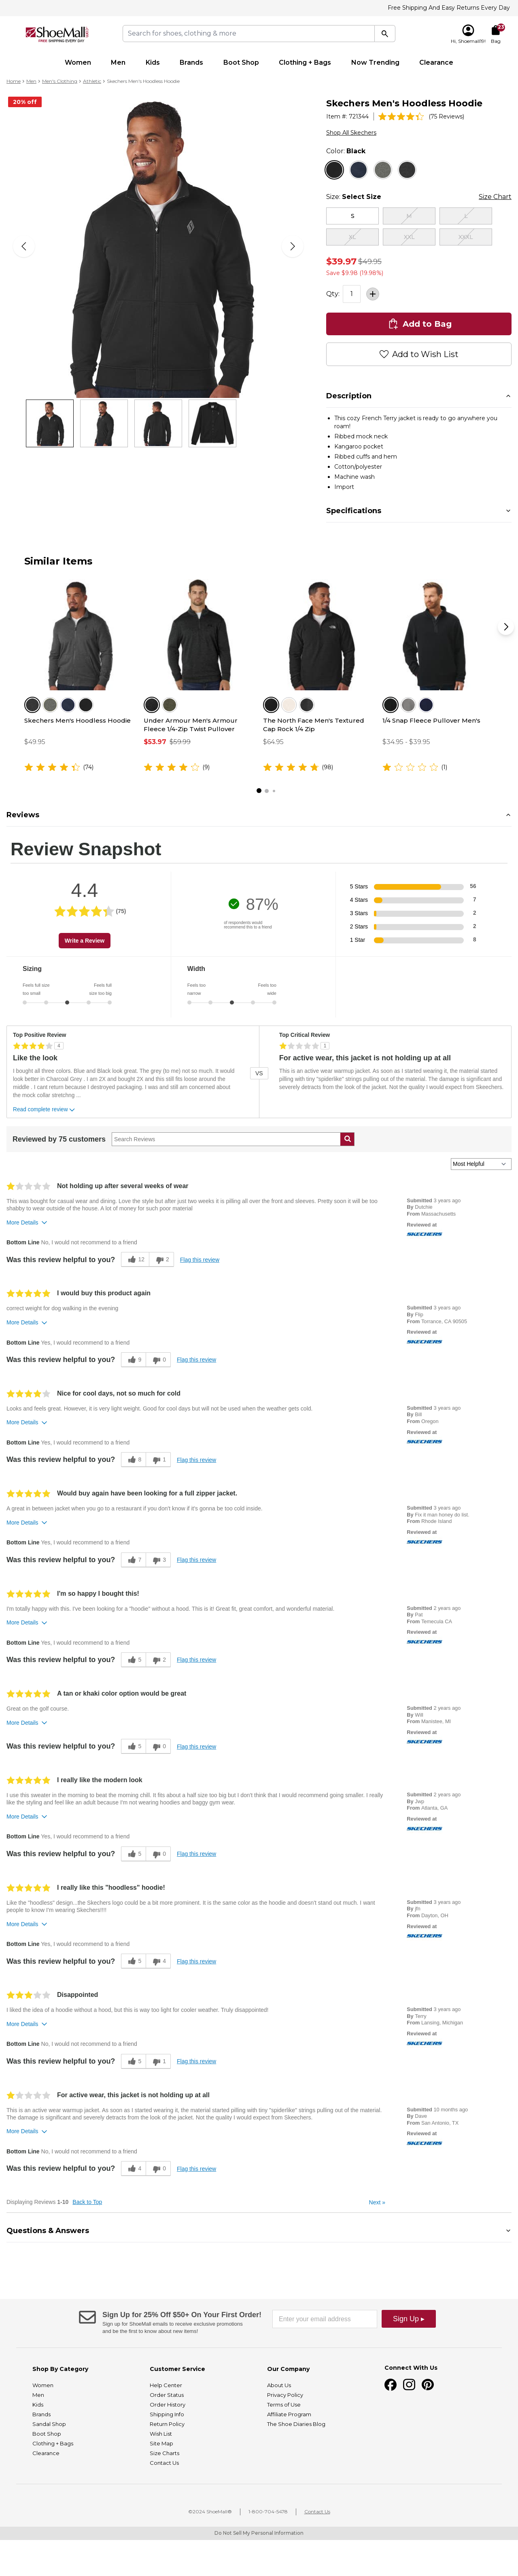 Free Shipping And Easy Returns Every Day
SHOEMALL
FREE SHIPPING EVERY DAY
Search for shoes, clothing & more
Hi, Shoemall19!
Bag
Women Men Kids Brands Boot Shop Clothing + Bags Now Trending Clearance
Home > Men > Men's Clothing > Athletic > Skechers Men's Hoodless Hoodie
20% off
Skechers Men's Hoodless Hoodie
Item #: 721344 (75 Reviews)
Shop All Skechers
Color: Black
Size: Select Size
Size Chart
S M L
XL XXL XXXL
$39.97 $49.95
Save $9.98 (19.98%)
Qty: 1 +
Add to Bag
Add to Wish List
Description
This cozy French Terry jacket is ready to go anywhere you roam!
Ribbed mock neck
Kangaroo pocket
Ribbed cuffs and hem
Cotton/polyester
Machine wash
Import
Specifications
Similar Items
Skechers Men's Hoodless Hoodie
$49.95
(74)
Under Armour Men's Armour Fleece 1/4-Zip Twist Pullover
$53.97 $59.99
(9)
The North Face Men's Textured Cap Rock 1/4 Zip
$64.95
(98)
1/4 Snap Fleece Pullover Men's
$34.95 - $39.95
(1)
Reviews
Review Snapshot
4.4
(75)
Write a Review
87%
of respondents would recommend this to a friend
5 Stars 56
4 Stars 7
3 Stars 2
2 Stars 2
1 Star 8
Sizing
Feels full size too small
Feels full size too big
Width
Feels too narrow
Feels too wide
Top Positive Review
4
Like the look
I bought all three colors. Blue and Black look great. The grey (to me) not so much. It would look better in Charcoal Grey . I am 2X and bought 2X and this still fits loose around the middle . I cant return because I destroyed packaging. I was and still am concerned about the mock collar stretching ...
Read complete review
VS
Top Critical Review
1
For active wear, this jacket is not holding up at all
This is an active wear warmup jacket. As soon as I started wearing it, the material started pilling with tiny "spiderlike" strings pulling out of the material. The damage is significant and severely detracts from the look of the jacket. Not the quality I would expect from Skechers.
Reviewed by 75 customers
Search Reviews
Most Helpful
Not holding up after several weeks of wear
This was bought for casual wear and dining. Love the style but after just two weeks it is pilling all over the front and sleeves. Pretty soon it will be too shabby to wear outside of the house. A lot of money for such poor material
More Details
Bottom Line No, I would not recommend to a friend
Was this review helpful to you? 12 2 Flag this review
Submitted 3 years ago
By Dutchie
From Massachusetts
Reviewed at
SKECHERS
I would buy this product again
correct weight for dog walking in the evening
More Details
Bottom Line Yes, I would recommend to a friend
Was this review helpful to you? 9 0 Flag this review
Submitted 3 years ago
By Flip
From Torrance, CA 90505
Reviewed at
SKECHERS
Nice for cool days, not so much for cold
Looks and feels great. However, it is very light weight. Good for cool days but will not be used when the weather gets cold.
More Details
Bottom Line Yes, I would recommend to a friend
Was this review helpful to you? 8 1 Flag this review
Submitted 3 years ago
By Bill
From Oregon
Reviewed at
SKECHERS
Would buy again have been looking for a full zipper jacket.
A great in between jacket when you go to a restaurant if you don't know if it's gonna be too cold inside.
More Details
Bottom Line Yes, I would recommend to a friend
Was this review helpful to you? 7 3 Flag this review
Submitted 3 years ago
By Fix it man honey do list.
From Rhode Island
Reviewed at
SKECHERS
I'm so happy I bought this!
I'm totally happy with this. I've been looking for a "hoodie" without a hood. This is it! Great fit, great comfort, and wonderful material.
More Details
Bottom Line Yes, I would recommend to a friend
Was this review helpful to you? 5 2 Flag this review
Submitted 2 years ago
By Pat
From Temecula CA
Reviewed at
SKECHERS
A tan or khaki color option would be great
Great on the golf course.
More Details
Was this review helpful to you? 5 0 Flag this review
Submitted 2 years ago
By Will
From Manistee, MI
Reviewed at
SKECHERS
I really like the modern look
I use this sweater in the morning to beat the morning chill. It fits about a half size too big but I don't think that I would recommend going smaller. I really like the styling and feel like an adult because I'm not wearing hoodies and baggy gym wear.
More Details
Bottom Line Yes, I would recommend to a friend
Was this review helpful to you? 5 0 Flag this review
Submitted 2 years ago
By Jwp
From Atlanta, GA
Reviewed at
SKECHERS
I really like this "hoodless" hoodie!
Like the "hoodless" design...the Skechers logo could be a bit more prominent. It is the same color as the hoodie and doesn't stand out much. I want people to know I'm wearing Skechers!!!!
More Details
Bottom Line Yes, I would recommend to a friend
Was this review helpful to you? 5 4 Flag this review
Submitted 3 years ago
By jfn
From Dayton, OH
Reviewed at
SKECHERS
Disappointed
I liked the idea of a hoodie without a hood, but this is way too light for cooler weather. Truly disappointed!
More Details
Bottom Line No, I would not recommend to a friend
Was this review helpful to you? 5 1 Flag this review
Submitted 3 years ago
By Terry
From Lansing, Michigan
Reviewed at
SKECHERS
For active wear, this jacket is not holding up at all
This is an active wear warmup jacket. As soon as I started wearing it, the material started pilling with tiny "spiderlike" strings pulling out of the material. The damage is significant and severely detracts from the look of the jacket. Not the quality I would expect from Skechers.
More Details
Bottom Line No, I would not recommend to a friend
Was this review helpful to you? 4 0 Flag this review
Submitted 10 months ago
By Dave
From San Antonio, TX
Reviewed at
SKECHERS
Displaying Reviews 1-10 Back to Top
Next »
Questions & Answers
Sign Up for 25% Off $50+ On Your First Order!
Sign up for ShoeMall emails to receive exclusive promotions and be the first to know about new items!
Enter your email address
Sign Up ▸
Shop By Category
Women
Men
Kids
Brands
Sandal Shop
Boot Shop
Clothing + Bags
Clearance
Customer Service
Help Center
Order Status
Order History
Shipping Info
Return Policy
Wish List
Site Map
Size Charts
Contact Us
Our Company
About Us
Privacy Policy
Terms of Use
Affiliate Program
The Shoe Diaries Blog
Connect With Us
©2024 ShoeMall® | 1-800-704-5478 | Contact Us
Do Not Sell My Personal Information